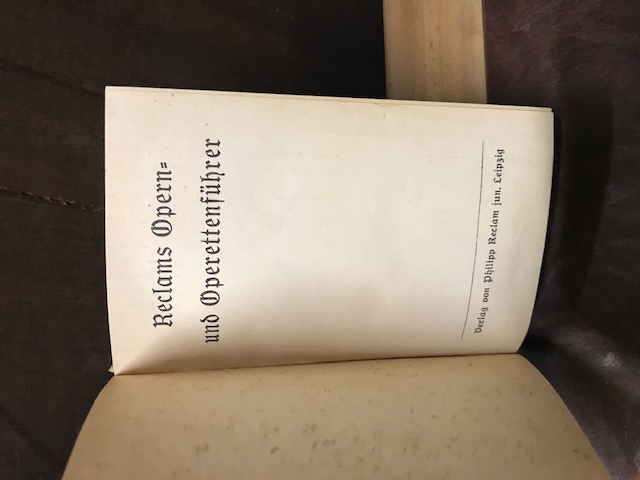 Reclams Opern=
und Operettenführer
Verlag von Philipp Reclam jun. Leipzig